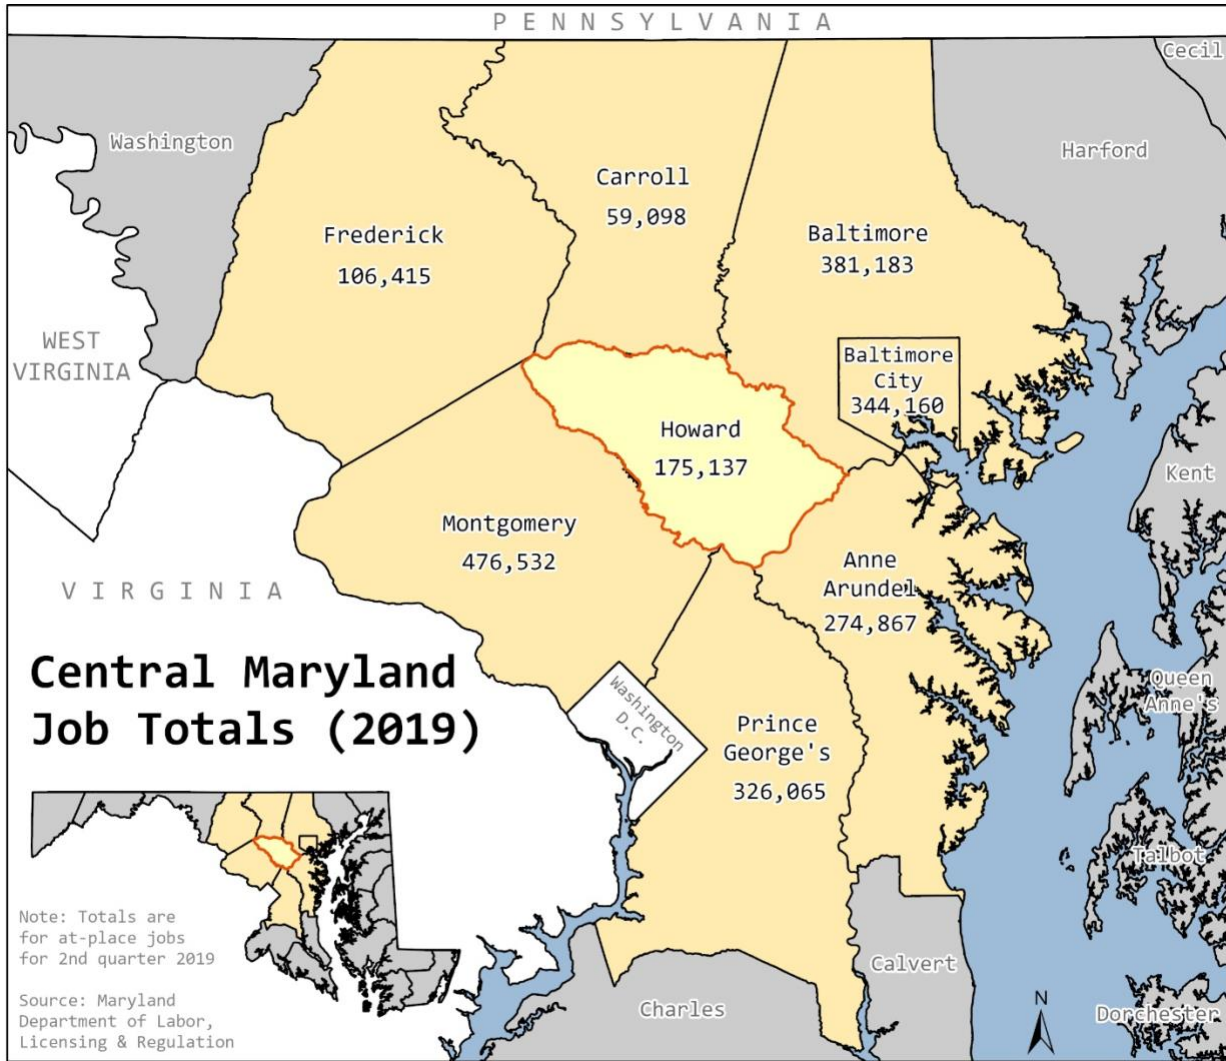 PENNSYLVANIA
Cecil
Washington
Harford
Carroll
59,098
Frederick
106,415
Baltimore
381,183
WEST
VIRGINIA
Baltimore
City
344,160
Howard
175,137
Kent
Montgomery
476,532
Anne
Arundel
274,867
VIRGINIA
Central Maryland
Job Totals (2019)
Washington
D.C.
Queen
Anne's
Prince
George's
326,065
Talbot
Note: Totals are
for at-place jobs
for 2nd quarter 2019
Calvert
Source: Maryland
Department of Labor,
Licensing & Regulation
Charles
N
Dorchester